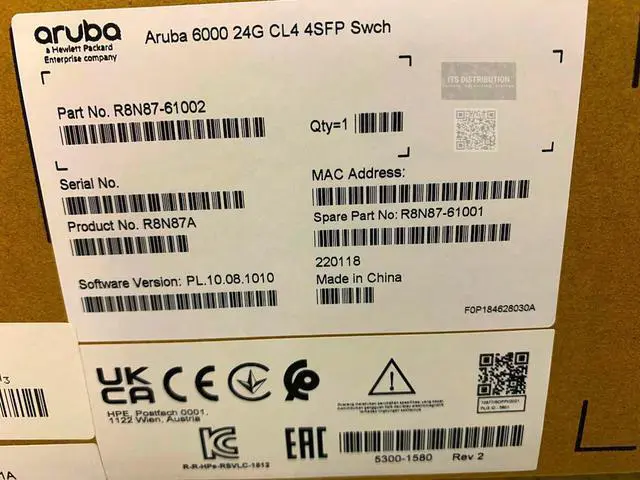 aruba
a Hewlett Packard
Enterprise company
Aruba 6000 24G CL4 4SFP Swch
ITS DISTRIBUTION
Part No. R8N87-61002
Qty=1
Serial No.
MAC Address:
Product No. R8N87A
Spare Part No: R8N87-61001
220118
Software Version: PL.10.08.1010
Made in China
F0P184628030A
UK
CA
CE
HPE, Postfach 0001,
1122 Wien, Austria
R-R-HPs-RSVLC-1812
EAC
5300-1580 Rev 2